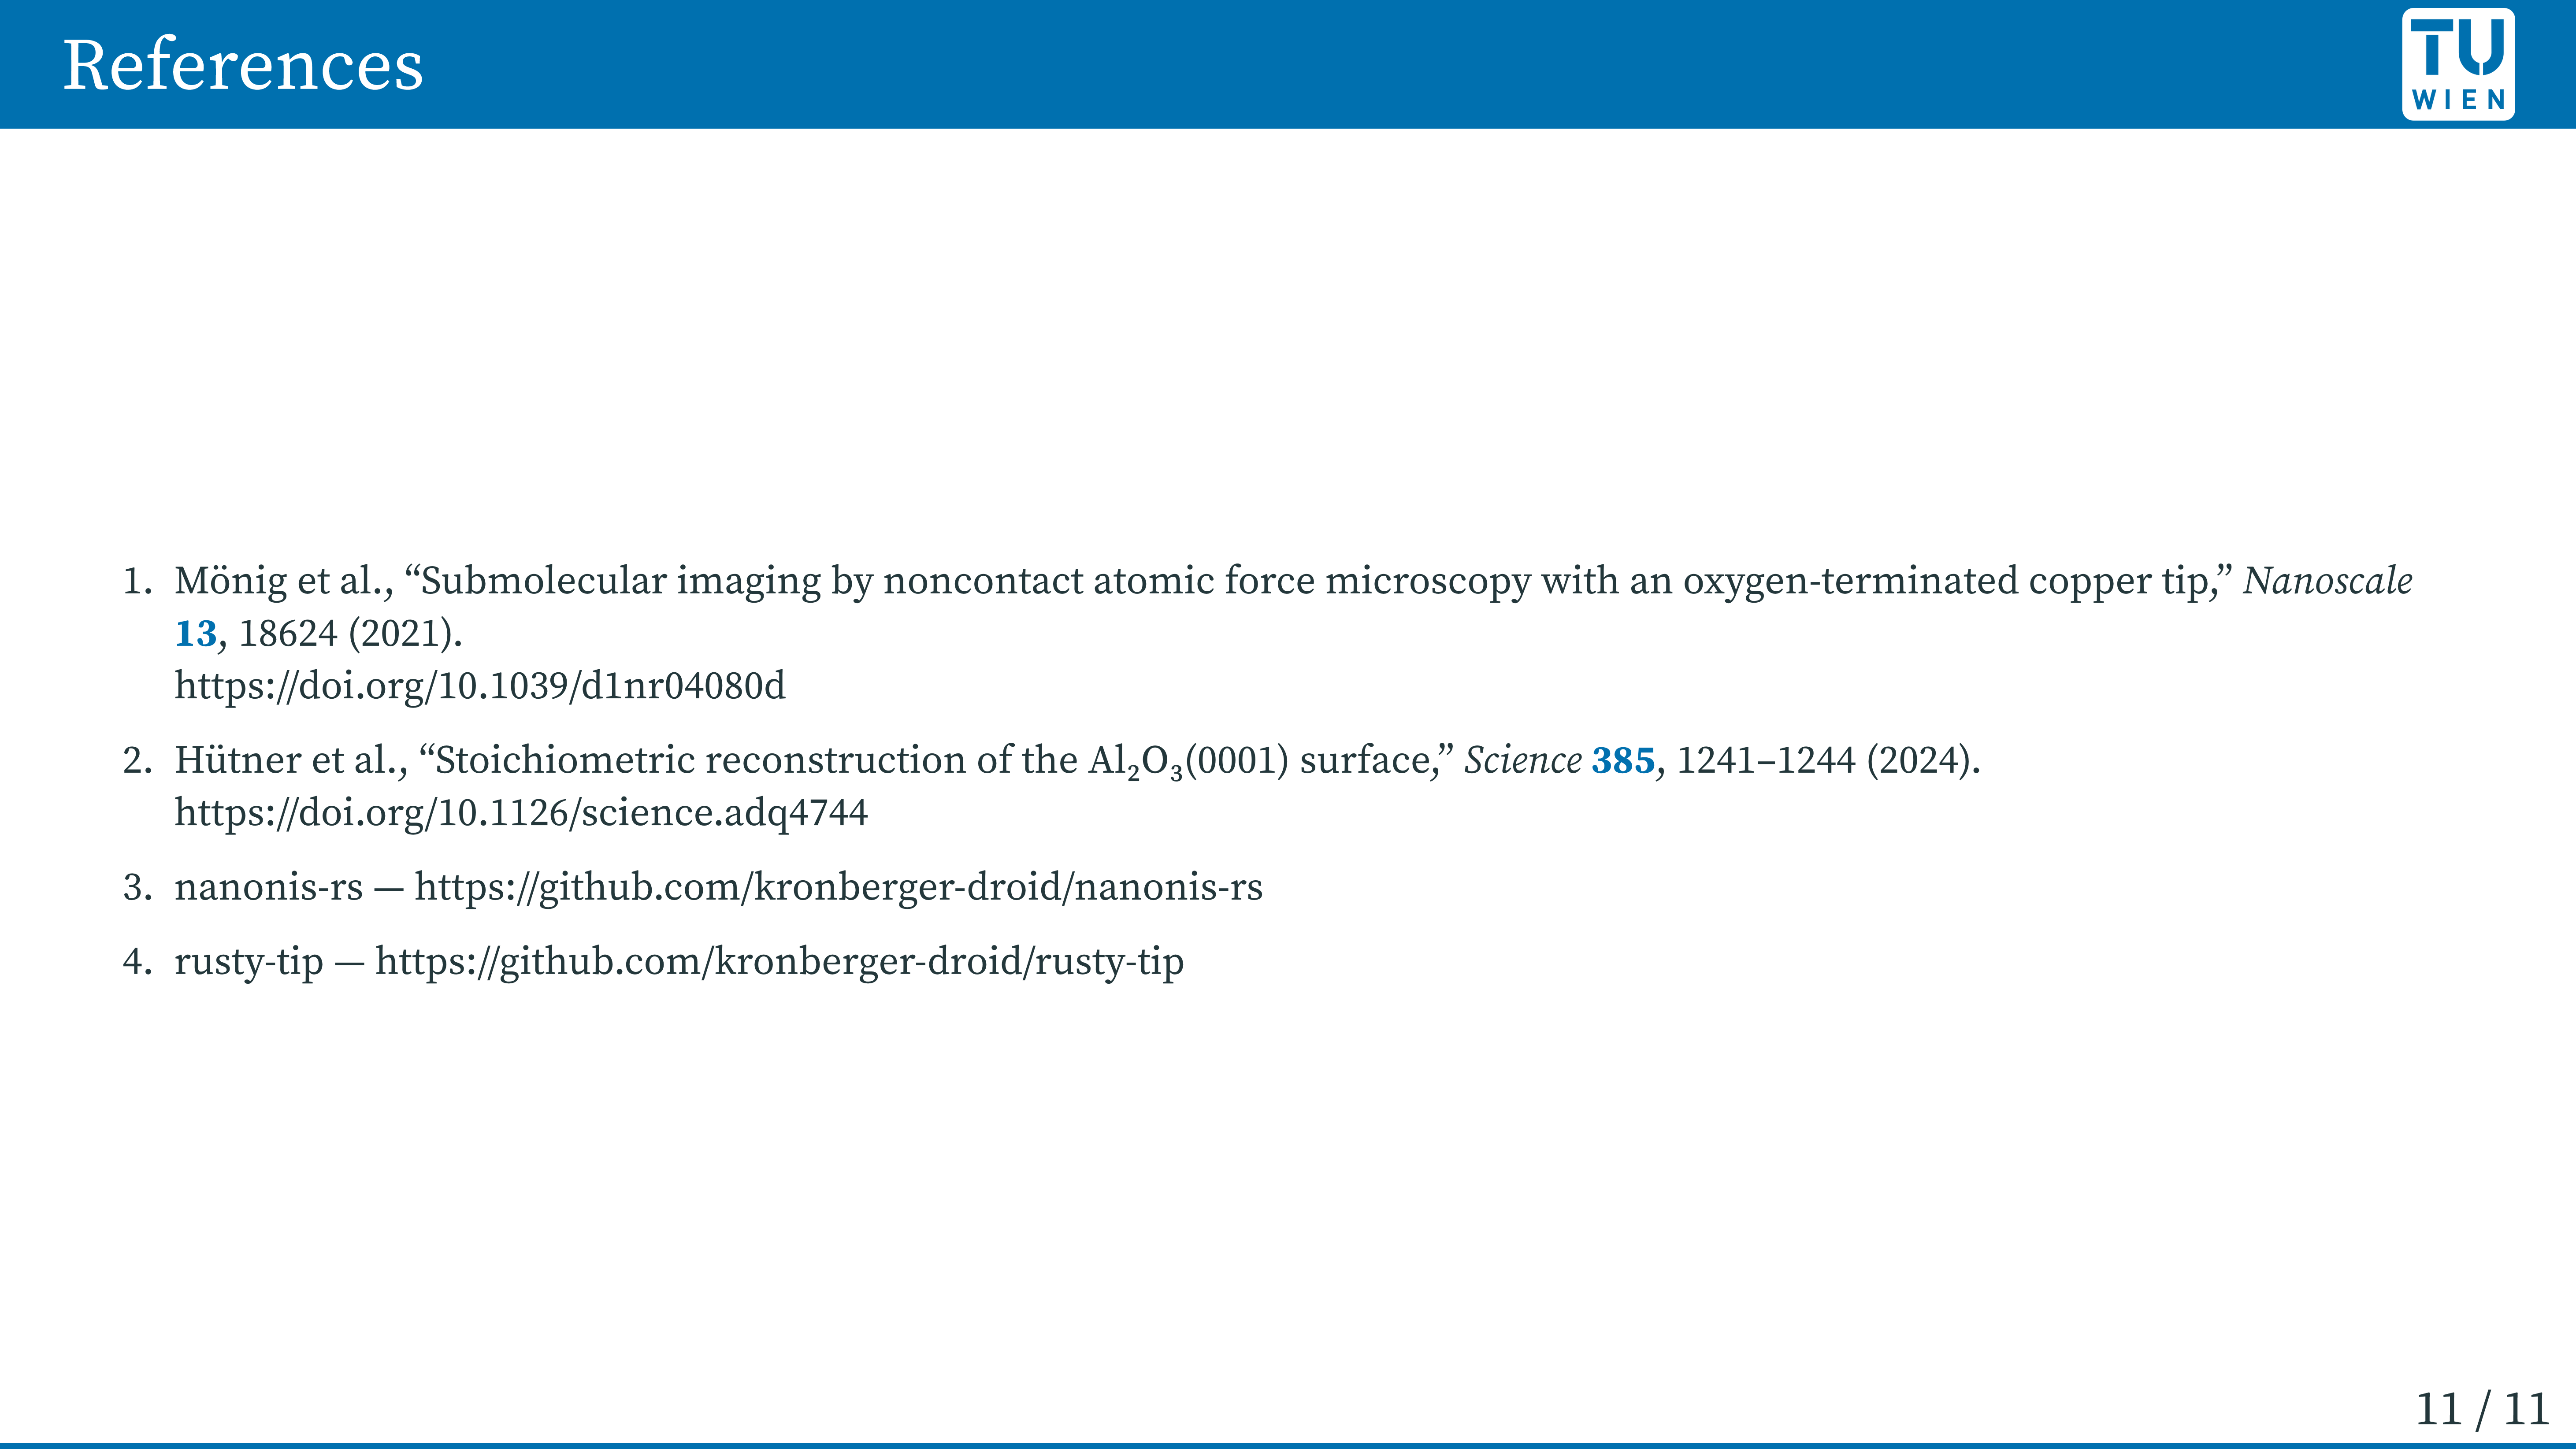 References
TU
WIEN
1. Mönig et al., “Submolecular imaging by noncontact atomic force microscopy with an oxygen-terminated copper tip,” Nanoscale
13, 18624 (2021).
https://doi.org/10.1039/d1nr04080d
2. Hütner et al., “Stoichiometric reconstruction of the Al₂O₃(0001) surface,” Science 385, 1241–1244 (2024).
https://doi.org/10.1126/science.adq4744
3. nanonis-rs — https://github.com/kronberger-droid/nanonis-rs
4. rusty-tip — https://github.com/kronberger-droid/rusty-tip
11 / 11